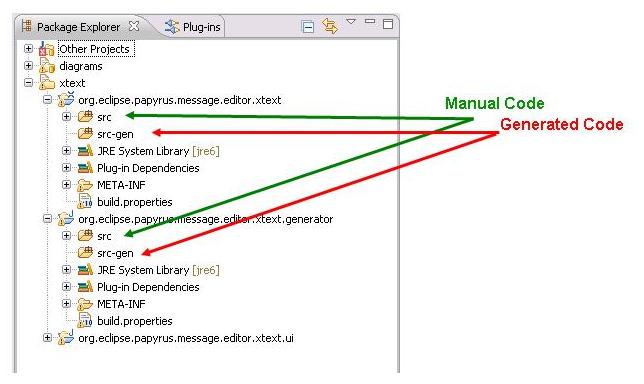 Package Explorer Plug-ins
Other Projects
diagrams
xtext
org.eclipse.papyrus.message.editor.xtext
Manual Code
src
Generated Code
src-gen
JRE System Library [jre6]
Plug-in Dependencies
META-INF
build.properties
org.eclipse.papyrus.message.editor.xtext.generator
src
src-gen
JRE System Library [jre6]
Plug-in Dependencies
META-INF
build.properties
org.eclipse.papyrus.message.editor.xtext.ui